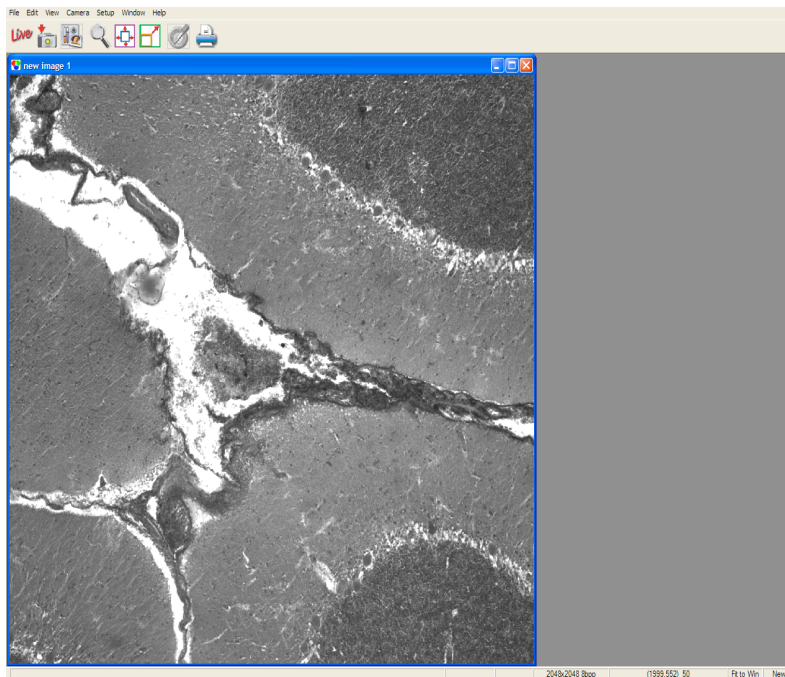 File Edit View Camera Setup Window Help
Live
new image 1
2048x2048 8bpp (1999,552) 50 Fit to Win New